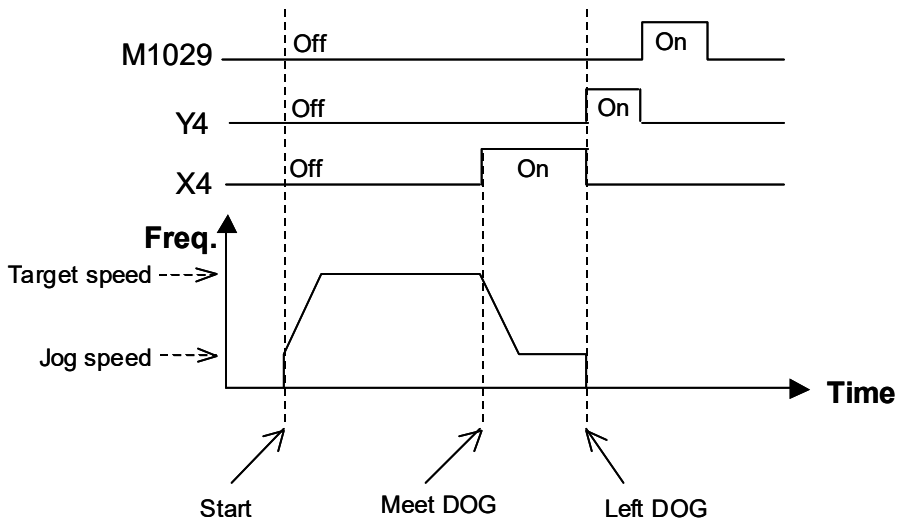 M1029
Off
On
Y4
Off
On
X4
Off
On
Freq.
Target speed
Jog speed
Time
Start
Meet DOG
Left DOG